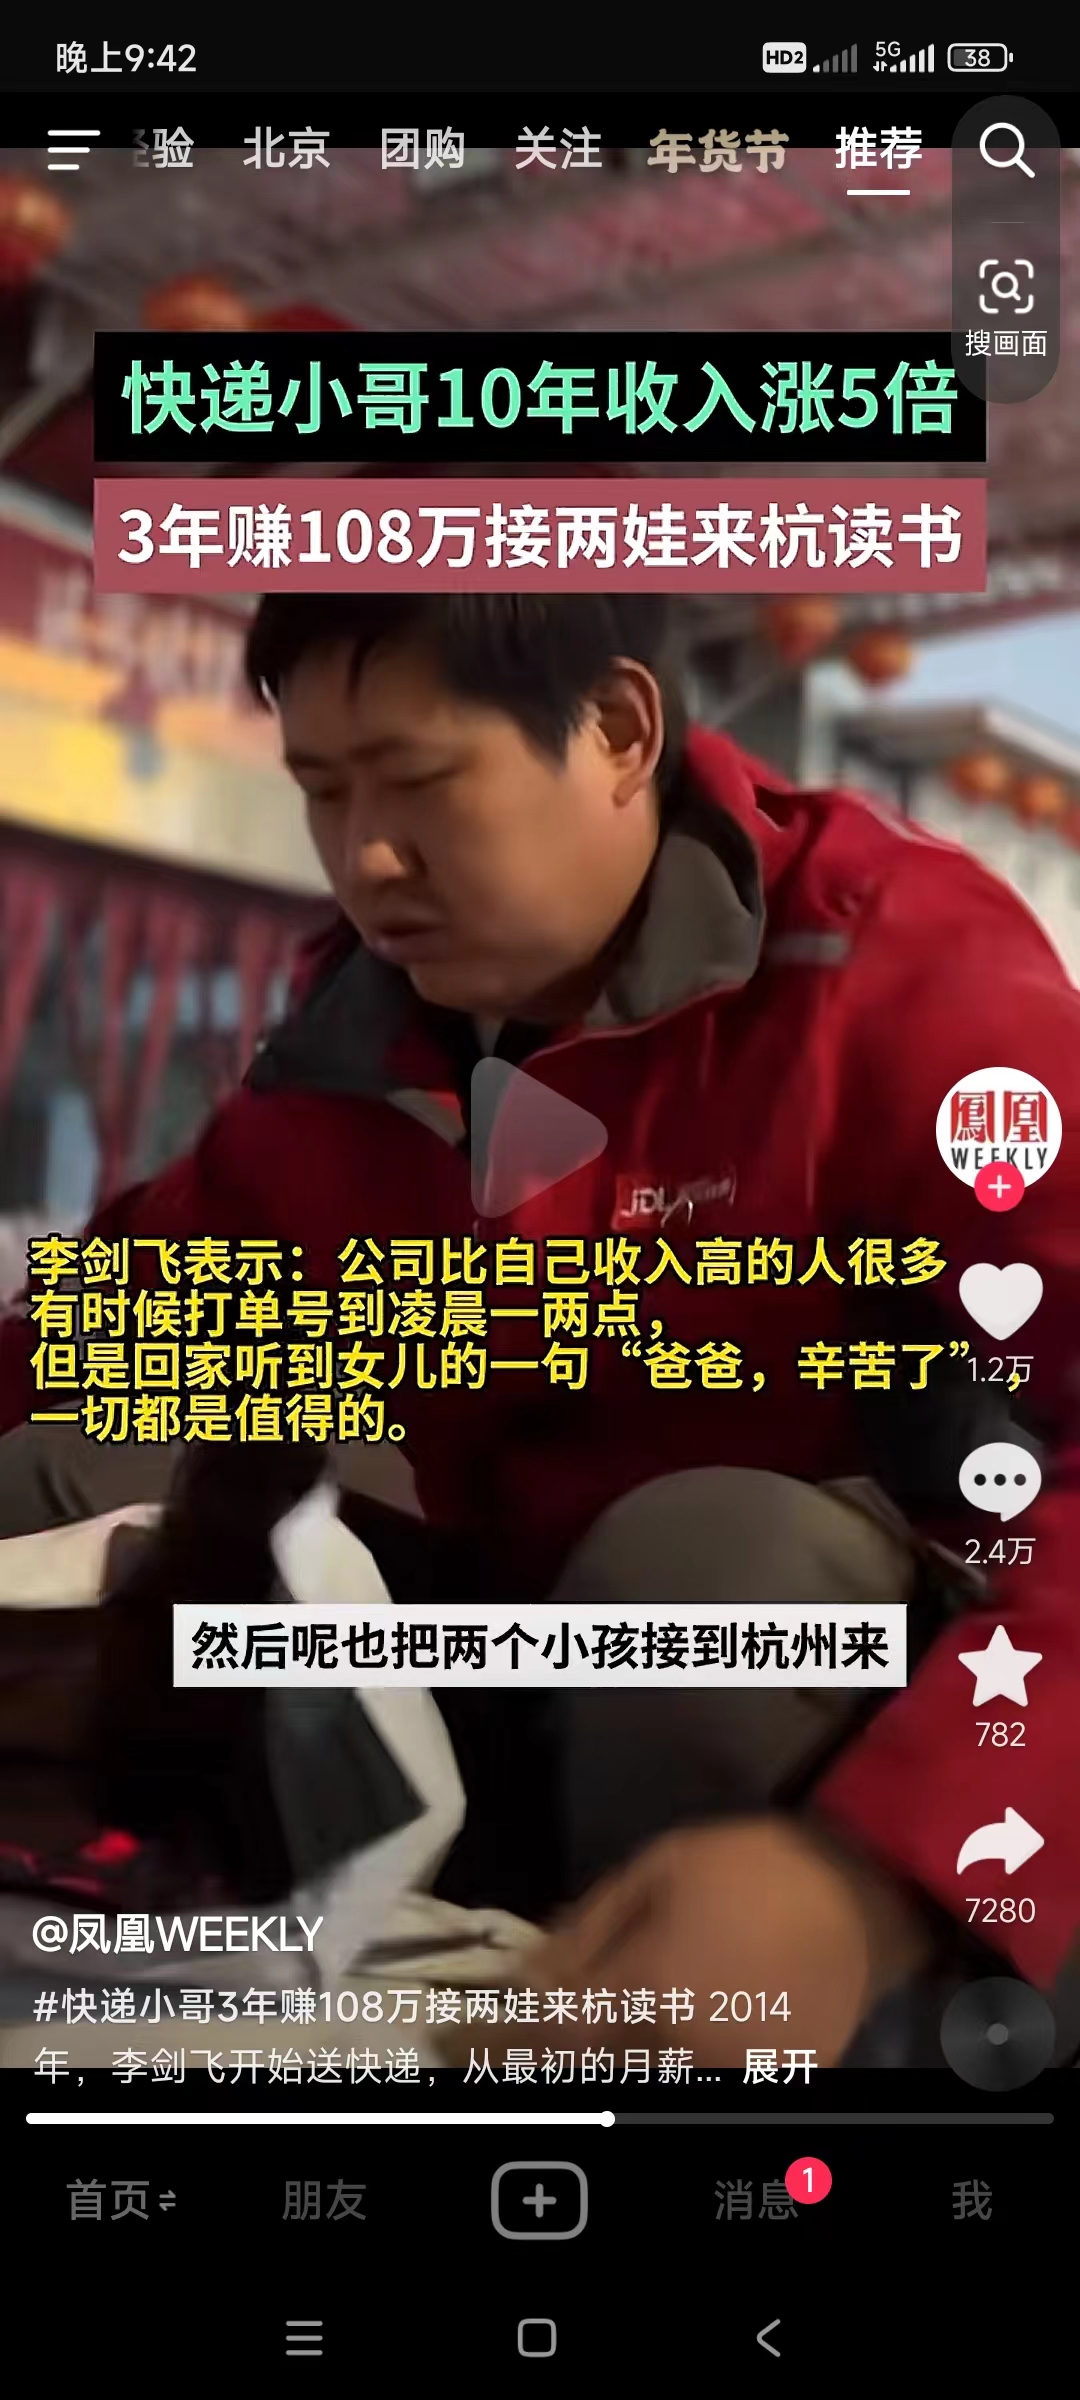 晚上9:42
HD2
5G
38
验 北京 团购 关注 年货节 推荐
搜画面
快递小哥10年收入涨5倍
3年赚108万接两娃来杭读书
鳳凰
WEEKLY
JDL
李剑飞表示：公司比自己收入高的人很多
有时候打单号到凌晨一两点，
但是回家听到女儿的一句“爸爸，辛苦了”，
一切都是值得的。
1.2万
2.4万
然后呢也把两个小孩接到杭州来
782
7280
@凤凰WEEKLY
#快递小哥3年赚108万接两娃来杭读书 2014
年，李剑飞开始送快递，从最初的月薪... 展开
首页 朋友 消息 1 我